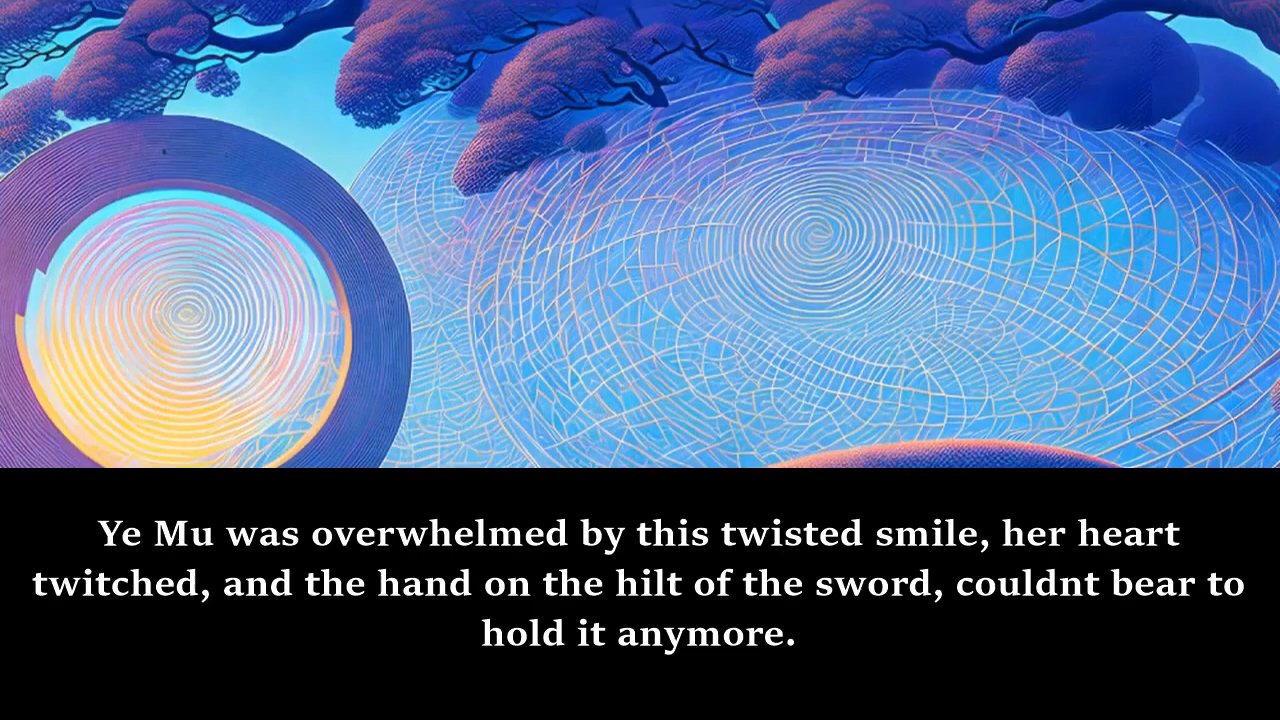 Ye Mu was overwhelmed by this twisted smile, her heart
twitched, and the hand on the hilt of the sword, couldnt bear to
hold it anymore.